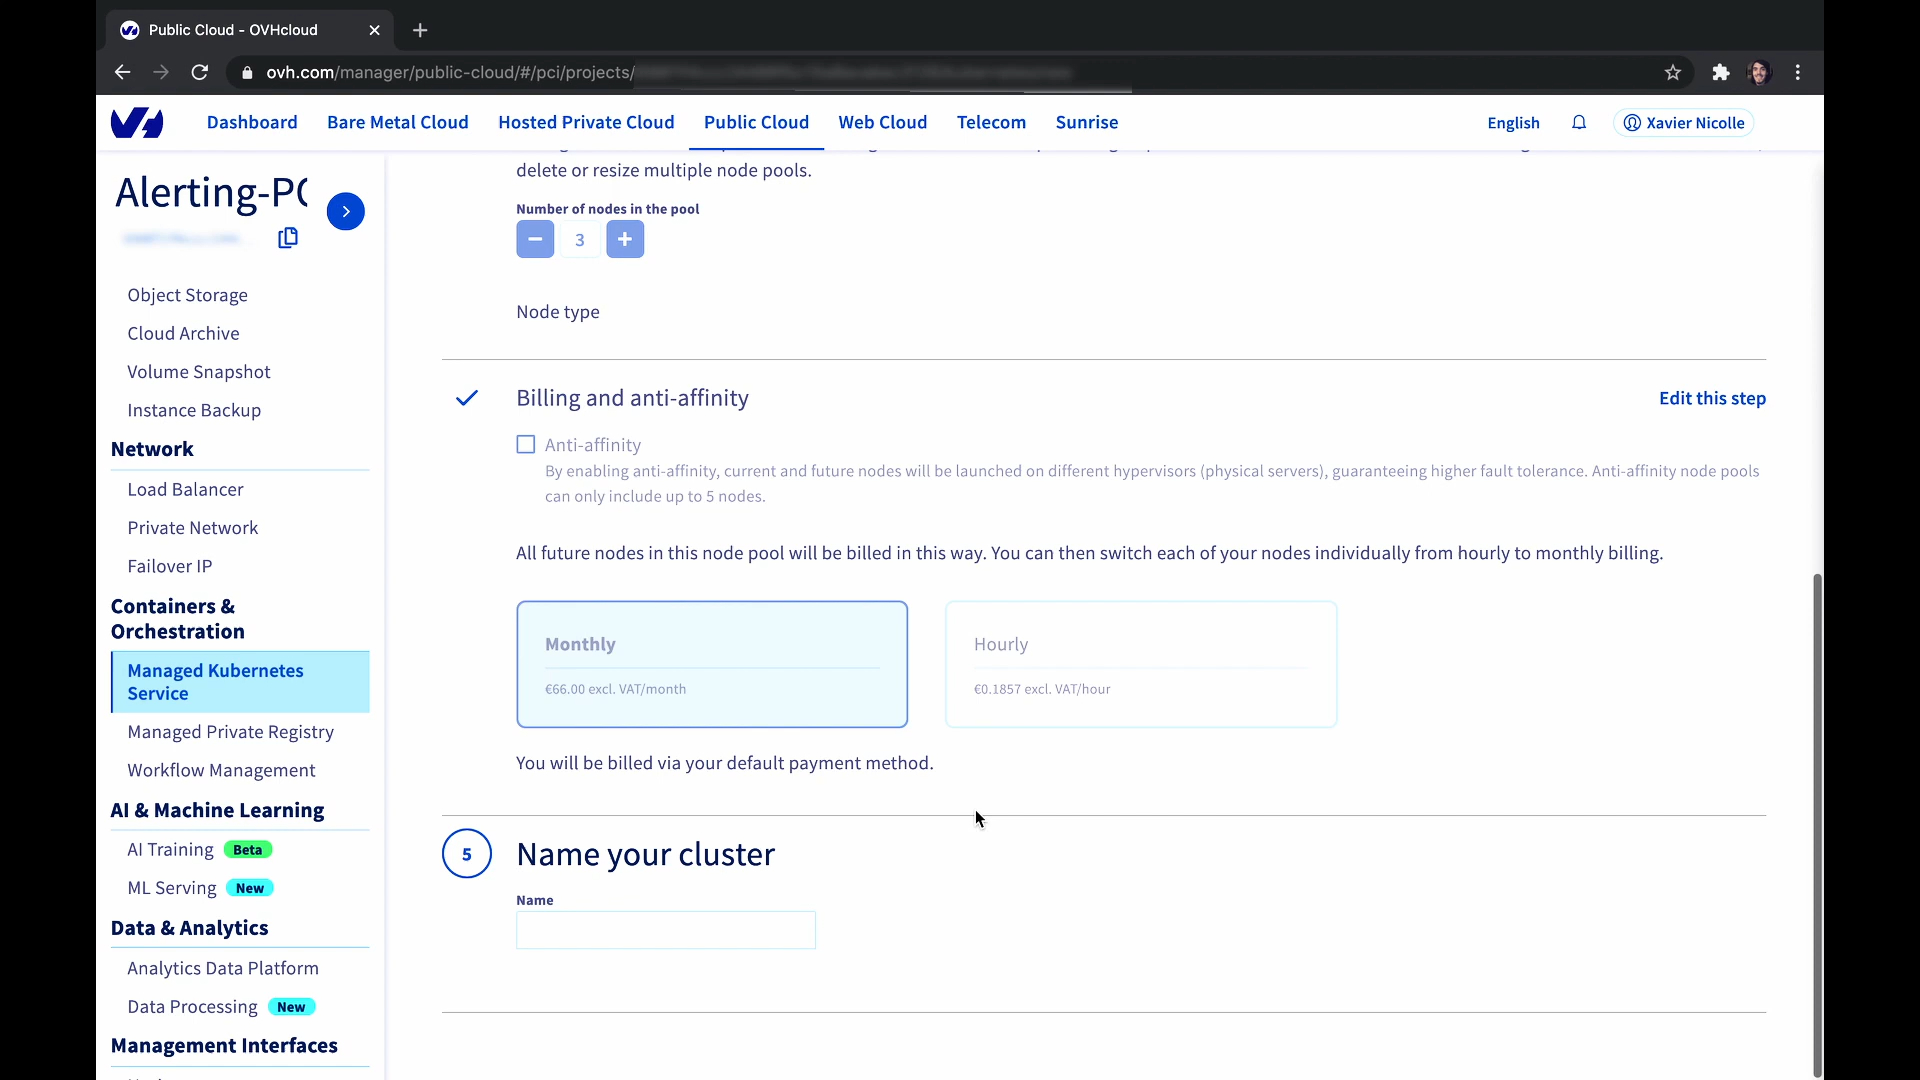 Public Cloud - OVHcloud
ovh.com/manager/public-cloud/#/pci/projects/
Dashboard
Bare Metal Cloud
Hosted Private Cloud
Public Cloud
Web Cloud
Telecom
Sunrise
English
Xavier Nicolle
Alerting-PC
Object Storage
Cloud Archive
Volume Snapshot
Instance Backup
Network
Load Balancer
Private Network
Failover IP
Containers &
Orchestration
Managed Kubernetes
Service
Managed Private Registry
Workflow Management
AI & Machine Learning
AI Training Beta
ML Serving New
Data & Analytics
Analytics Data Platform
Data Processing New
Management Interfaces
delete or resize multiple node pools.
Number of nodes in the pool
− 3 +
Node type
Billing and anti-affinity
Edit this step
Anti-affinity
By enabling anti-affinity, current and future nodes will be launched on different hypervisors (physical servers), guaranteeing higher fault tolerance. Anti-affinity node pools
can only include up to 5 nodes.
All future nodes in this node pool will be billed in this way. You can then switch each of your nodes individually from hourly to monthly billing.
Monthly
€66.00 excl. VAT/month
Hourly
€0.1857 excl. VAT/hour
You will be billed via your default payment method.
5 Name your cluster
Name